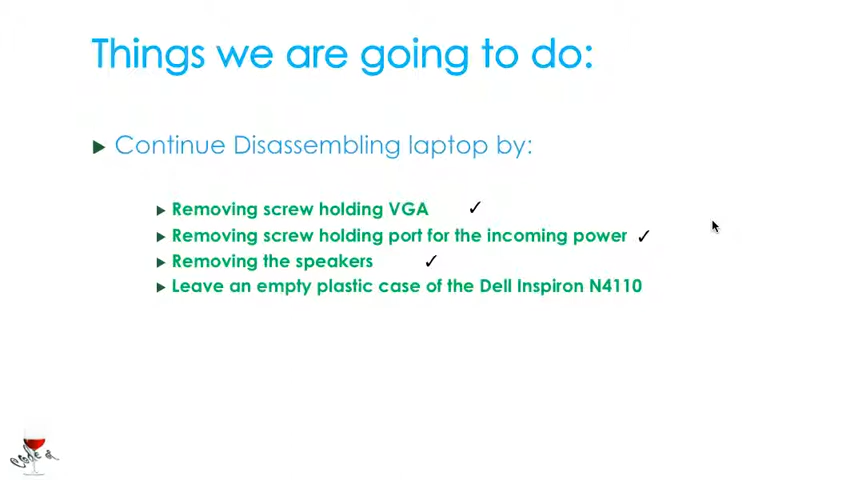 Things we are going to do:
Continue Disassembling laptop by:
Removing screw holding VGA ✓
Removing screw holding port for the incoming power ✓
Removing the speakers ✓
Leave an empty plastic case of the Dell Inspiron N4110